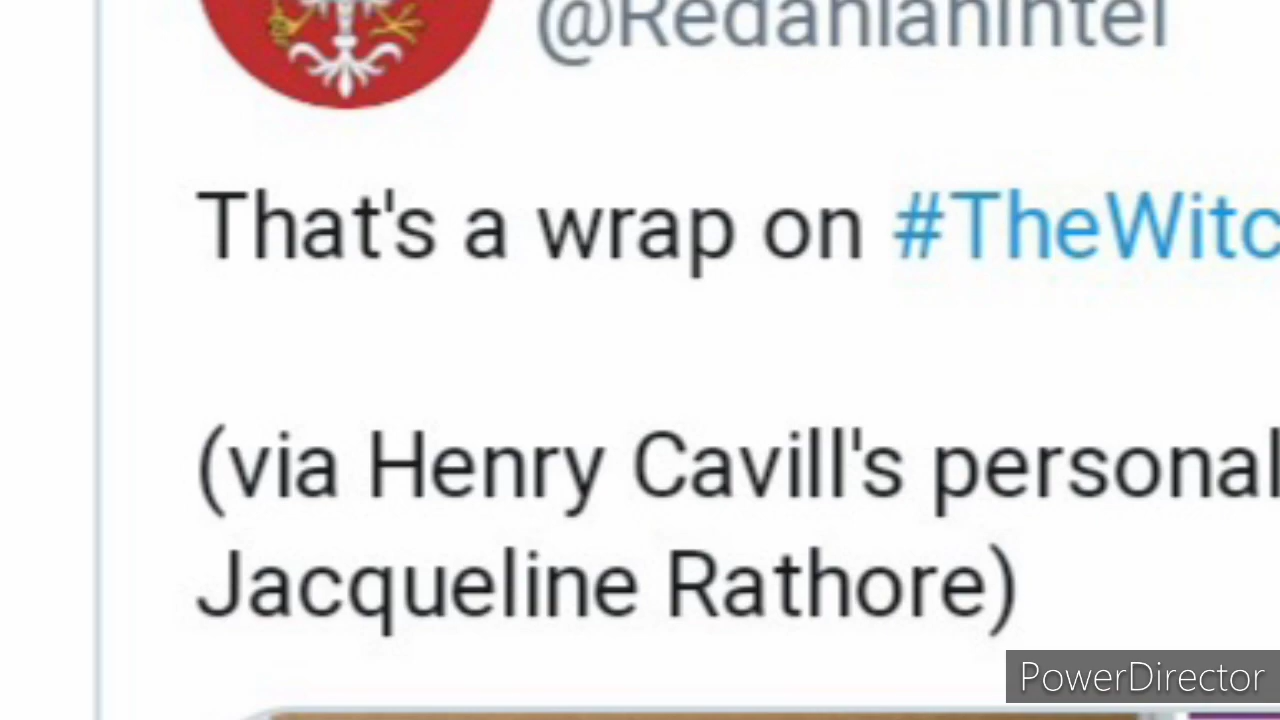 @RedanianIntel
That's a wrap on #TheWitc
(via Henry Cavill's personal
Jacqueline Rathore)
PowerDirector